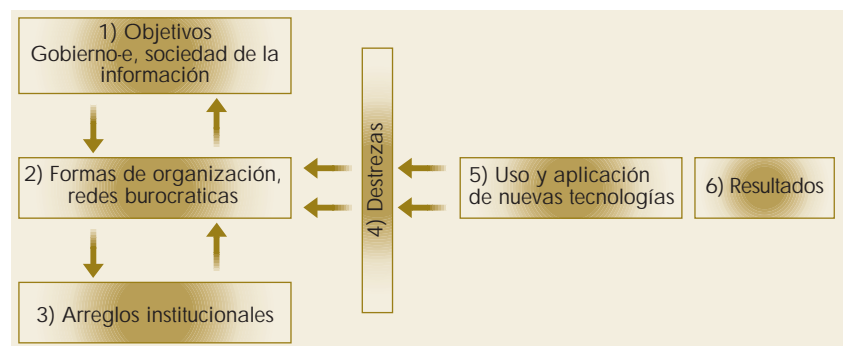 1) Objetivos
Gobierno-e, sociedad de la
información
2) Formas de organización,
redes burocraticas
3) Arreglos institucionales
4) Destrezas
5) Uso y aplicación
de nuevas tecnologías
6) Resultados